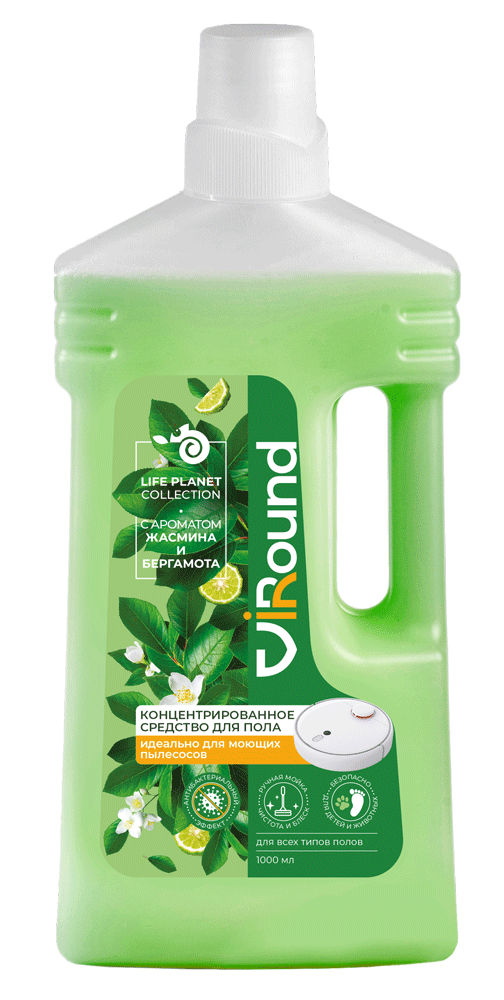 LIFE PLANET
COLLECTION
С АРОМАТОМ
ЖАСМИНА
И
БЕРГАМОТА
ViRound
КОНЦЕНТРИРОВАННОЕ
СРЕДСТВО ДЛЯ ПОЛА
идеально для моющих
пылесосов
АНТИБАКТЕРИАЛЬНЫЙ
ЭФФЕКТ
РУЧНАЯ МОЙКА
ЧИСТОТА И БЛЕСК
БЕЗОПАСНО
ДЛЯ ДЕТЕЙ И ЖИВОТНЫХ
для всех типов полов
1000 мл